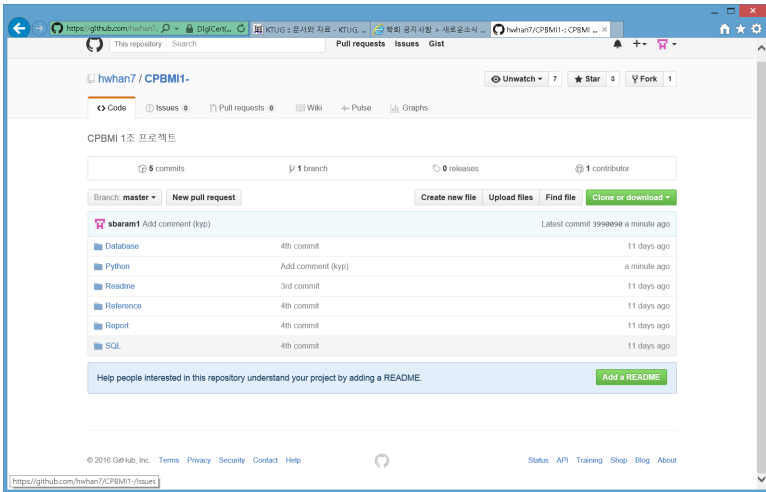 https://github.com/hwhan7, DigiCert(... KTUG : 문서와 자료 - KTUG, ... 학회 공지사항 > 새로운소식 ... hwhan7/CPBMI1-: CPBMI ...
This repository Search Pull requests Issues Gist
hwhan7 / CPBMI1- Unwatch 7 Star 3 Fork 1
Code Issues 0 Pull requests 0 Wiki Pulse Graphs
CPBMI 1조 프로젝트
5 commits 1 branch 0 releases 1 contributor
Branch: master New pull request Create new file Upload files Find file Clone or download
sbaram1 Add comment (kyp) Latest commit 3990090 a minute ago
Database 4th commit 11 days ago
Python Add comment (kyp) a minute ago
Readme 3rd commit 11 days ago
Reference 4th commit 11 days ago
Report 4th commit 11 days ago
SQL 4th commit 11 days ago
Help people interested in this repository understand your project by adding a README. Add a README
© 2016 GitHub, Inc. Terms Privacy Security Contact Help Status API Training Shop Blog About
https://github.com/hwhan7/CPBMI1-/issues